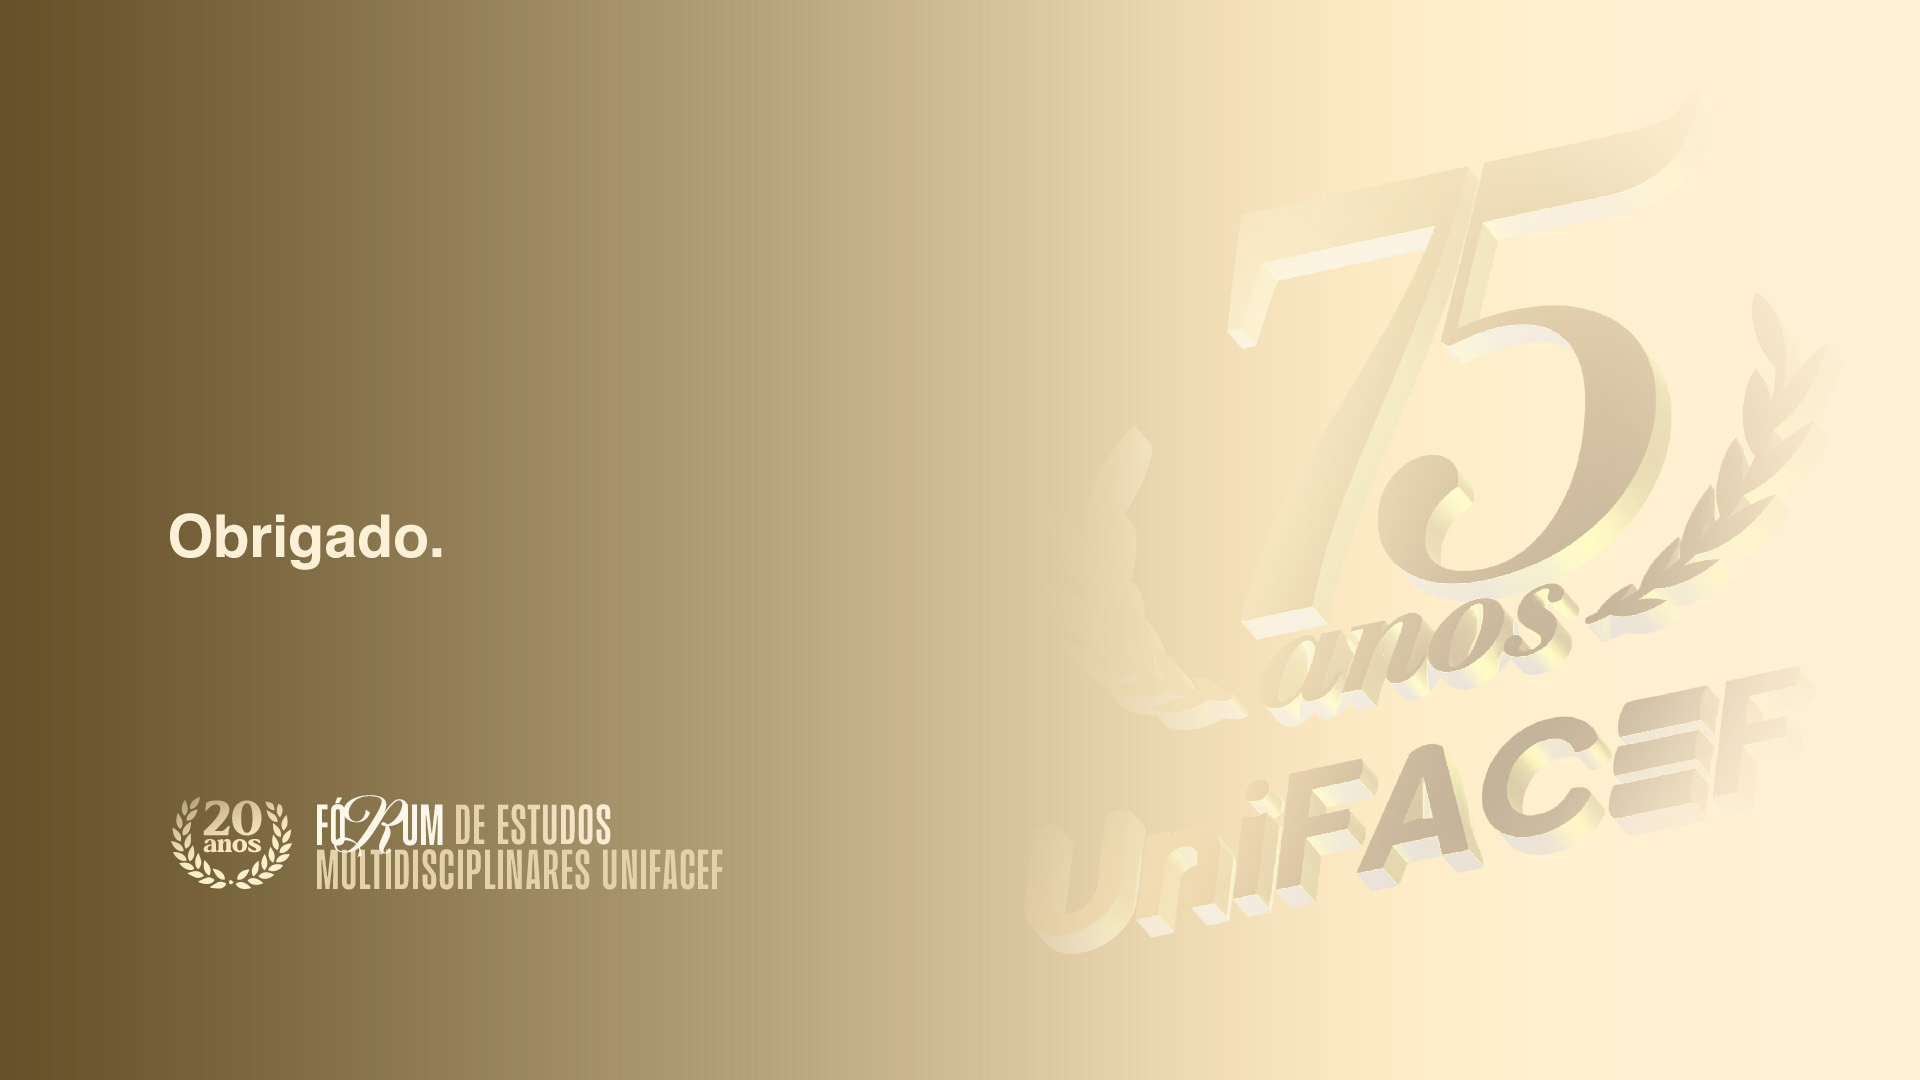 75
anos
UniFACEF
Obrigado.
20
anos
FÓRUM DE ESTUDOS
MULTIDISCIPLINARES UNIFACEF